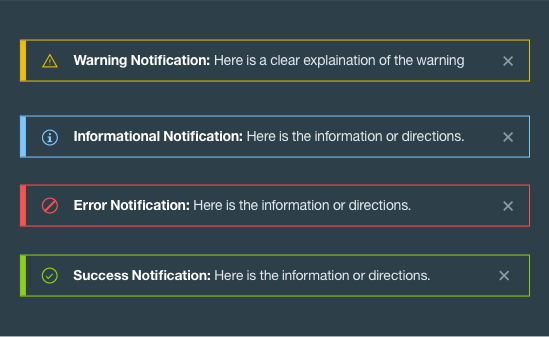 Warning Notification: Here is a clear explaination of the warning
Informational Notification: Here is the information or directions.
Error Notification: Here is the information or directions.
Success Notification: Here is the information or directions.